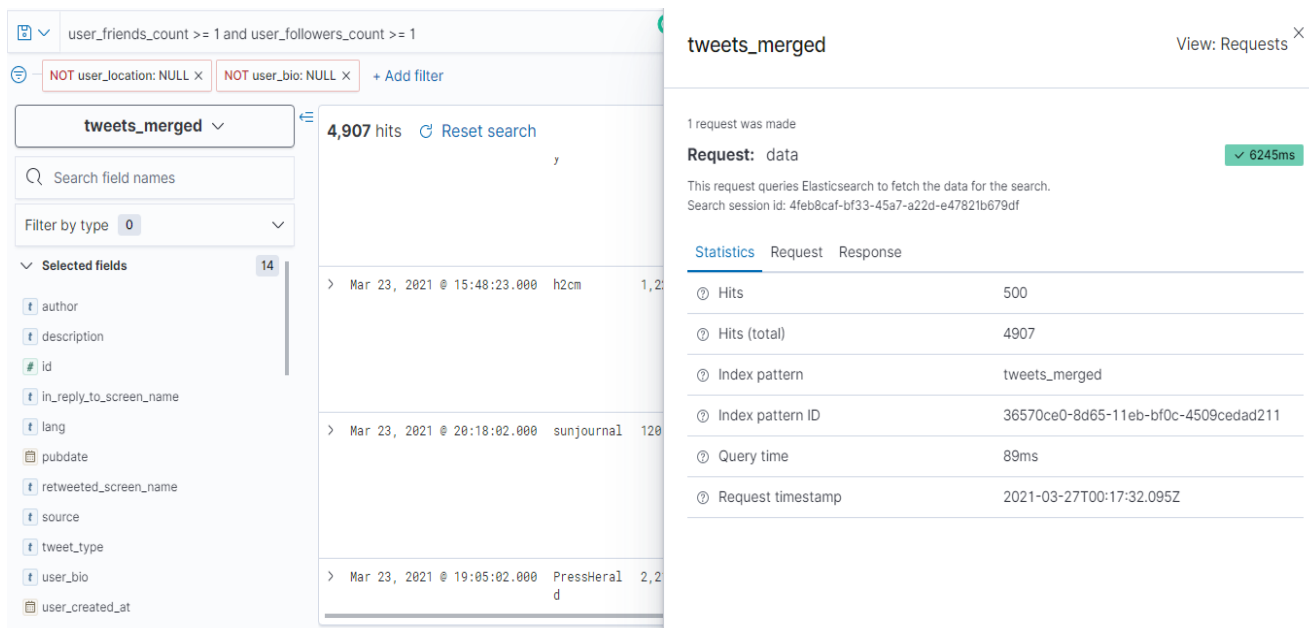 user_friends_count >= 1 and user_followers_count >= 1
NOT user_location: NULL × NOT user_bio: NULL × + Add filter
tweets_merged
Search field names
Filter by type 0
Selected fields 14
author
description
id
in_reply_to_screen_name
lang
pubdate
retweeted_screen_name
source
tweet_type
user_bio
user_created_at
4,907 hits Reset search
y
Mar 23, 2021 @ 15:48:23.000 h2cm
Mar 23, 2021 @ 20:18:02.000 sunjournal 120
Mar 23, 2021 @ 19:05:02.000 PressHeral
d
tweets_merged
View: Requests
1 request was made
Request: data
6245ms
This request queries Elasticsearch to fetch the data for the search.
Search session id: 4feb8caf-bf33-45a7-a22d-e47821b679df
Statistics Request Response
Hits 500
Hits (total) 4907
Index pattern tweets_merged
Index pattern ID 36570ce0-8d65-11eb-bf0c-4509cedad211
Query time 89ms
Request timestamp 2021-03-27T00:17:32.095Z